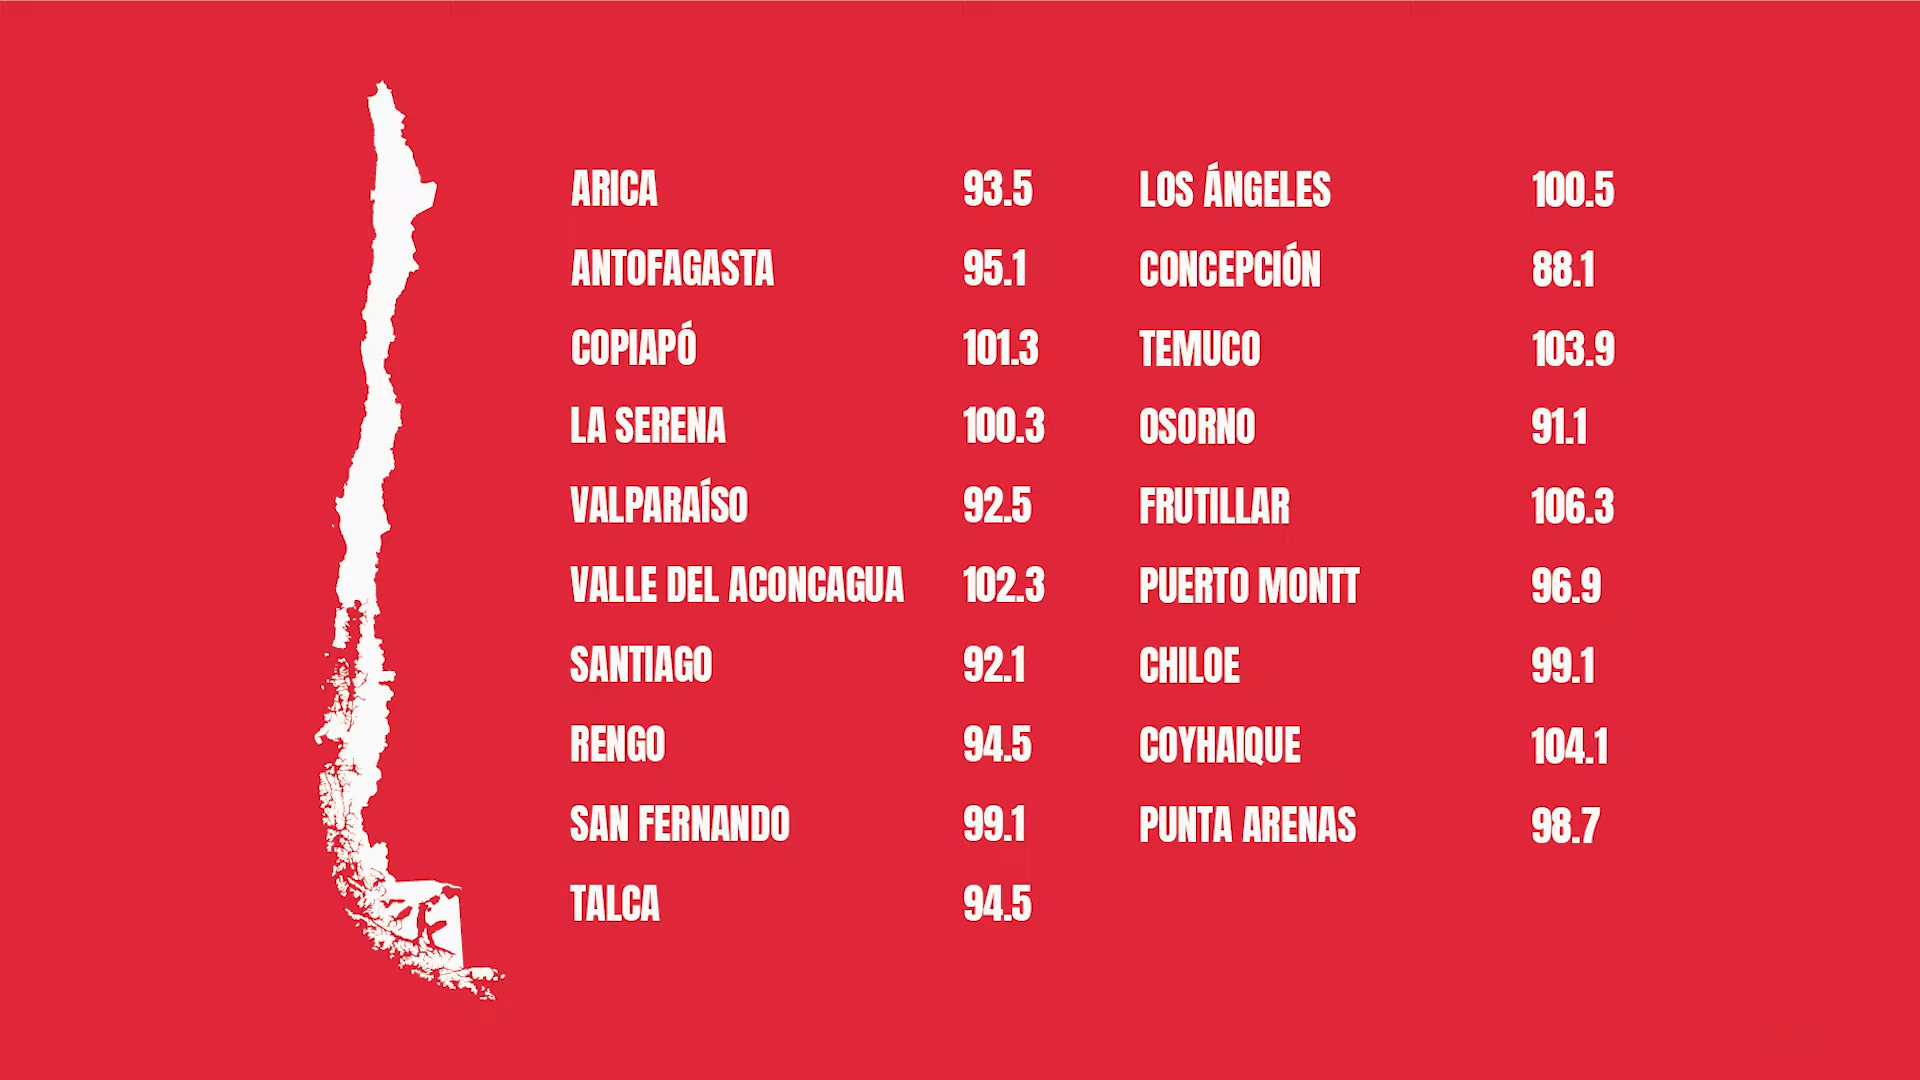 ARICA 93.5
ANTOFAGASTA 95.1
COPIAPÓ 101.3
LA SERENA 100.3
VALPARAÍSO 92.5
VALLE DEL ACONCAGUA 102.3
SANTIAGO 92.1
RENGO 94.5
SAN FERNANDO 99.1
TALCA 94.5
LOS ÁNGELES 100.5
CONCEPCIÓN 88.1
TEMUCO 103.9
OSORNO 91.1
FRUTILLAR 106.3
PUERTO MONTT 96.9
CHILOE 99.1
COYHAIQUE 104.1
PUNTA ARENAS 98.7